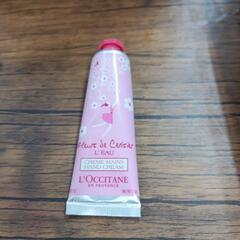 Fleurs de Cerisier
L'EAU
CRÈME MAINS
HAND CREAM
L'OCCITANE
EN PROVENCE